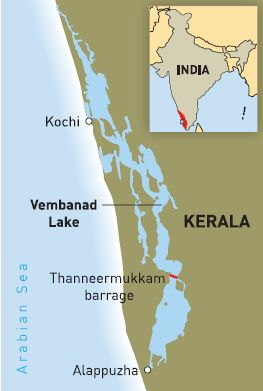 INDIA
!
Kochi
Vembanad
Lake
KERALA
Thanneermukkam
barrage
Arabian Sea
Alappuzha